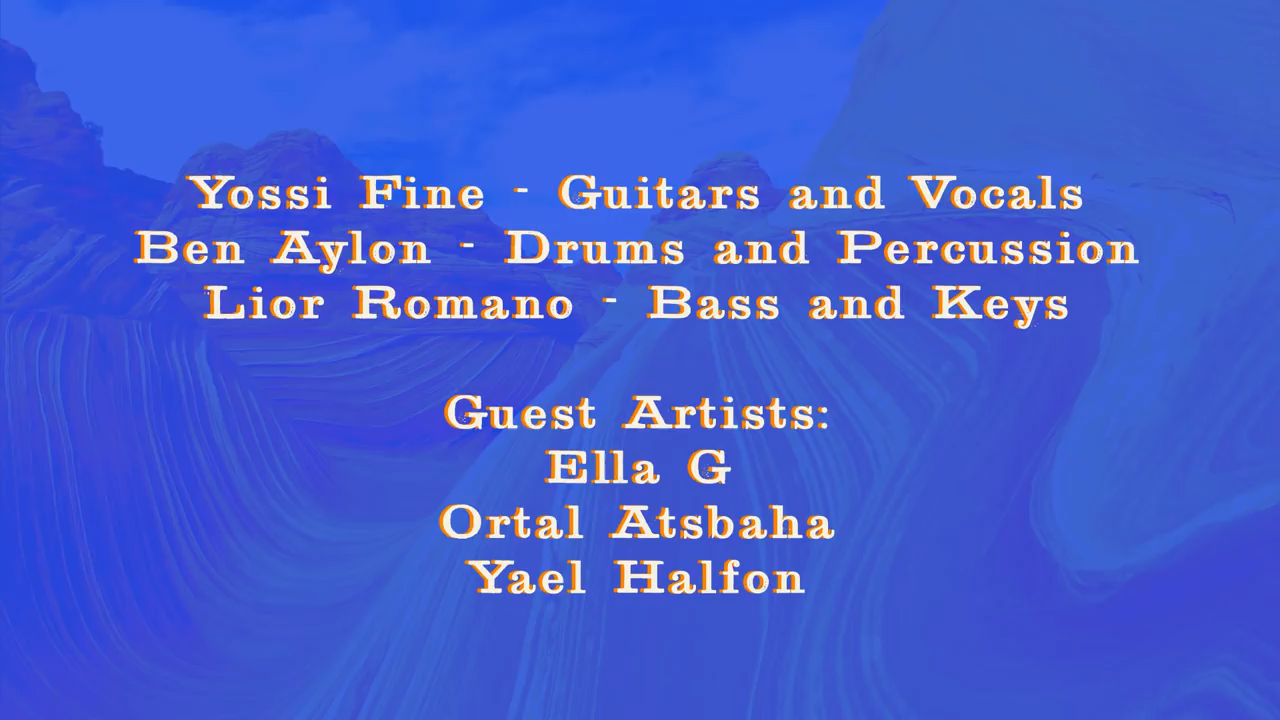 Yossi Fine - Guitars and Vocals
Ben Aylon - Drums and Percussion
Lior Romano - Bass and Keys
Guest Artists:
Ella G
Ortal Atsbaha
Yael Halfon